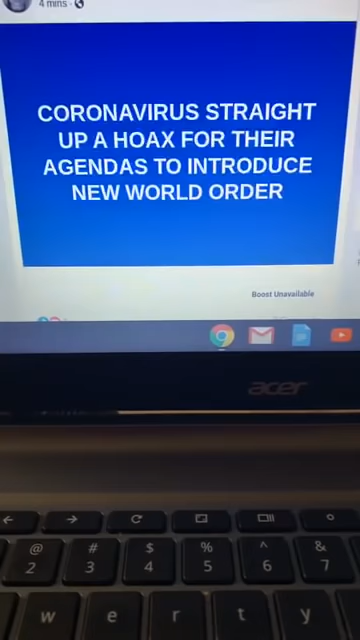 4 mins ·
CORONAVIRUS STRAIGHT
UP A HOAX FOR THEIR
AGENDAS TO INTRODUCE
NEW WORLD ORDER
Boost Unavailable
acer
@ # $ % ^ &
2 3 4 5 6 7
w e r t y